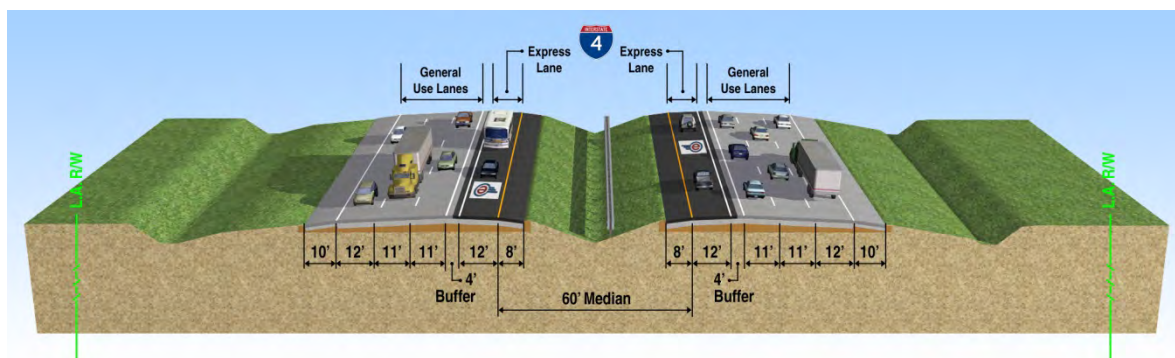 INTERSTATE
4
Express
Lane
Express
Lane
General
Use Lanes
General
Use Lanes
L.A. R/W
L.A. R/W
10' 12' 11' 11' 12' 8' 8' 12' 11' 11' 12' 10'
4'
Buffer
4'
Buffer
60' Median